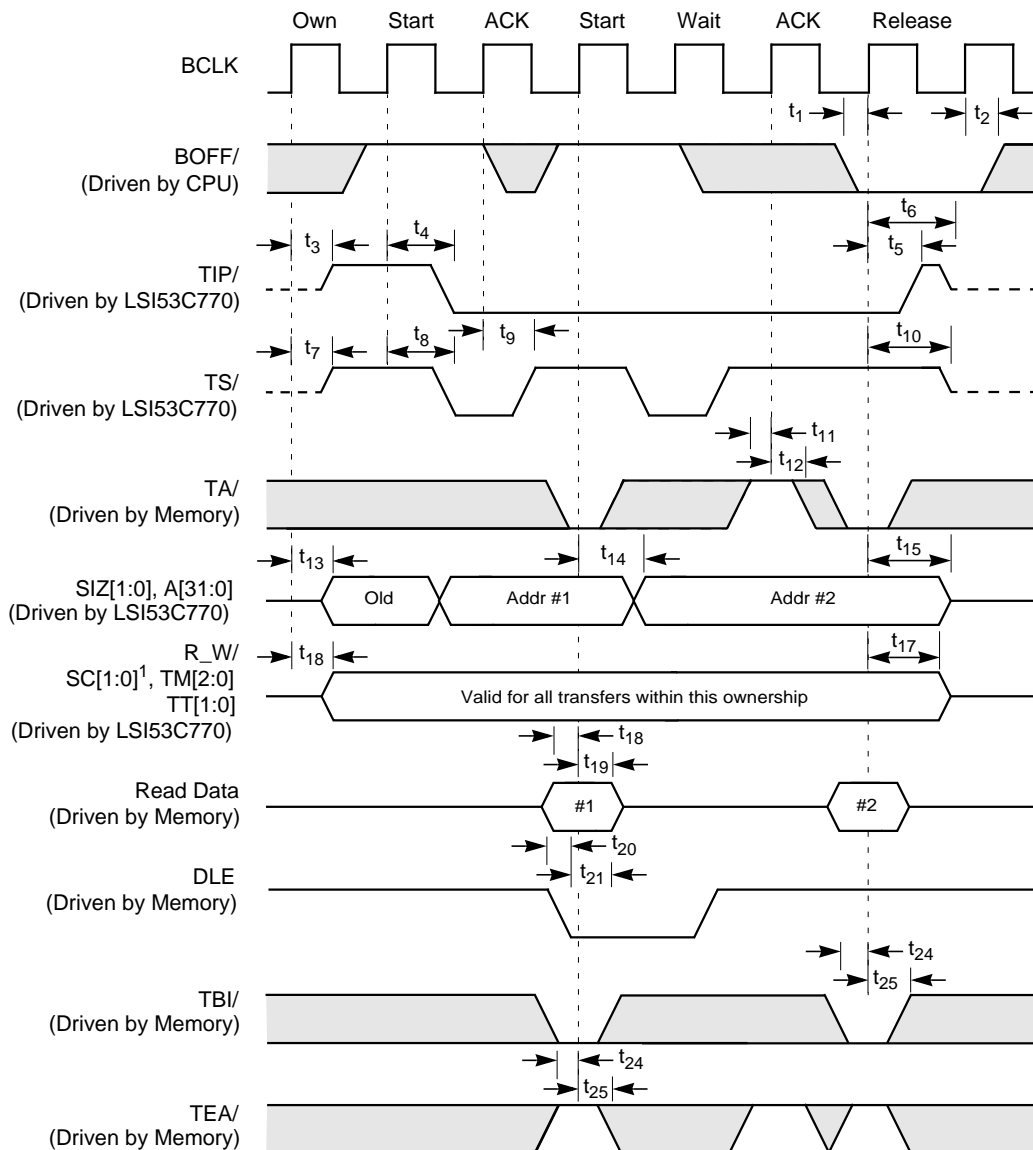 Own Start ACK Start Wait ACK Release
BCLK
t1 t2
BOFF/
(Driven by CPU)
t6
t3 t4 t5
TIP/
(Driven by LSI53C770)
t7 t8 t9 t10
TS/
(Driven by LSI53C770)
t11
t12
TA/
(Driven by Memory)
t13 t14 t15
SIZ[1:0], A[31:0]
(Driven by LSI53C770)
Old Addr #1 Addr #2
R_W/
t18 t17
SC[1:0]1, TM[2:0]
TT[1:0]
(Driven by LSI53C770)
Valid for all transfers within this ownership
t18
t19
Read Data
(Driven by Memory)
#1 #2
t20
t21
DLE
(Driven by Memory)
t24
t25
TBI/
(Driven by Memory)
t24
t25
TEA/
(Driven by Memory)